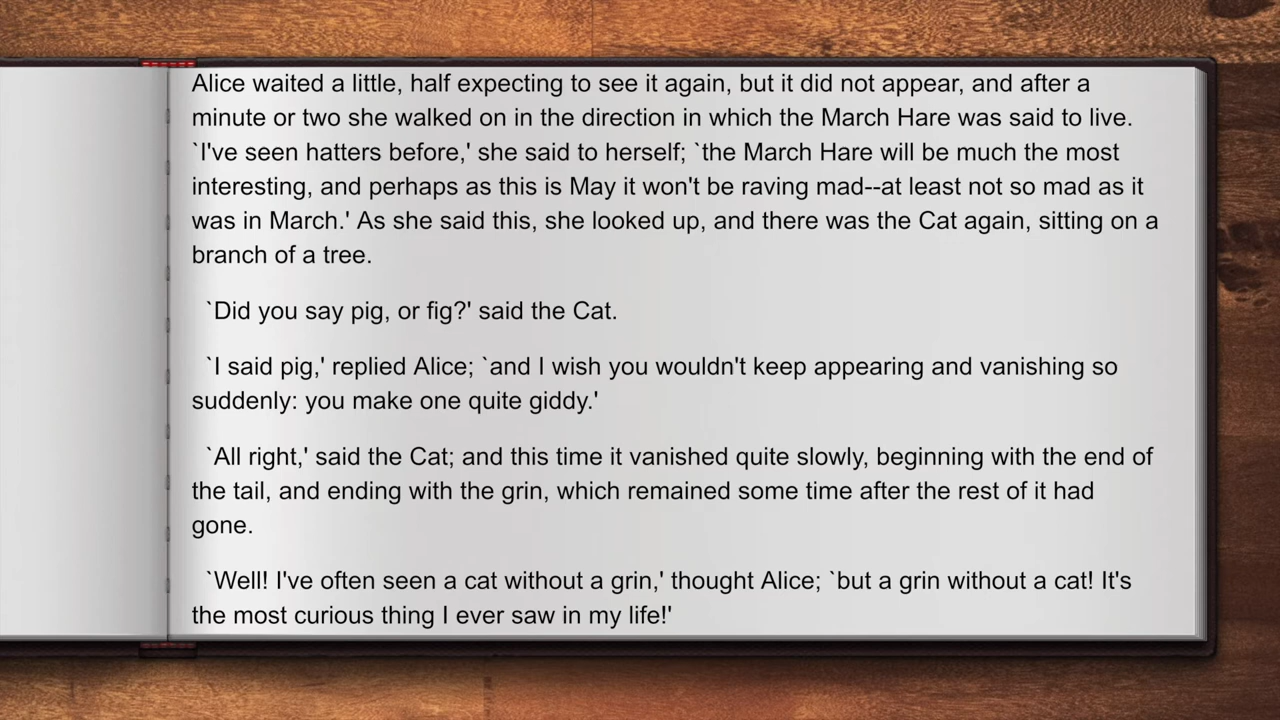 Alice waited a little, half expecting to see it again, but it did not appear, and after a
minute or two she walked on in the direction in which the March Hare was said to live.
`I've seen hatters before,' she said to herself; `the March Hare will be much the most
interesting, and perhaps as this is May it won't be raving mad--at least not so mad as it
was in March.' As she said this, she looked up, and there was the Cat again, sitting on a
branch of a tree.
`Did you say pig, or fig?' said the Cat.
`I said pig,' replied Alice; `and I wish you wouldn't keep appearing and vanishing so
suddenly: you make one quite giddy.'
`All right,' said the Cat; and this time it vanished quite slowly, beginning with the end of
the tail, and ending with the grin, which remained some time after the rest of it had
gone.
`Well! I've often seen a cat without a grin,' thought Alice; `but a grin without a cat! It's
the most curious thing I ever saw in my life!'